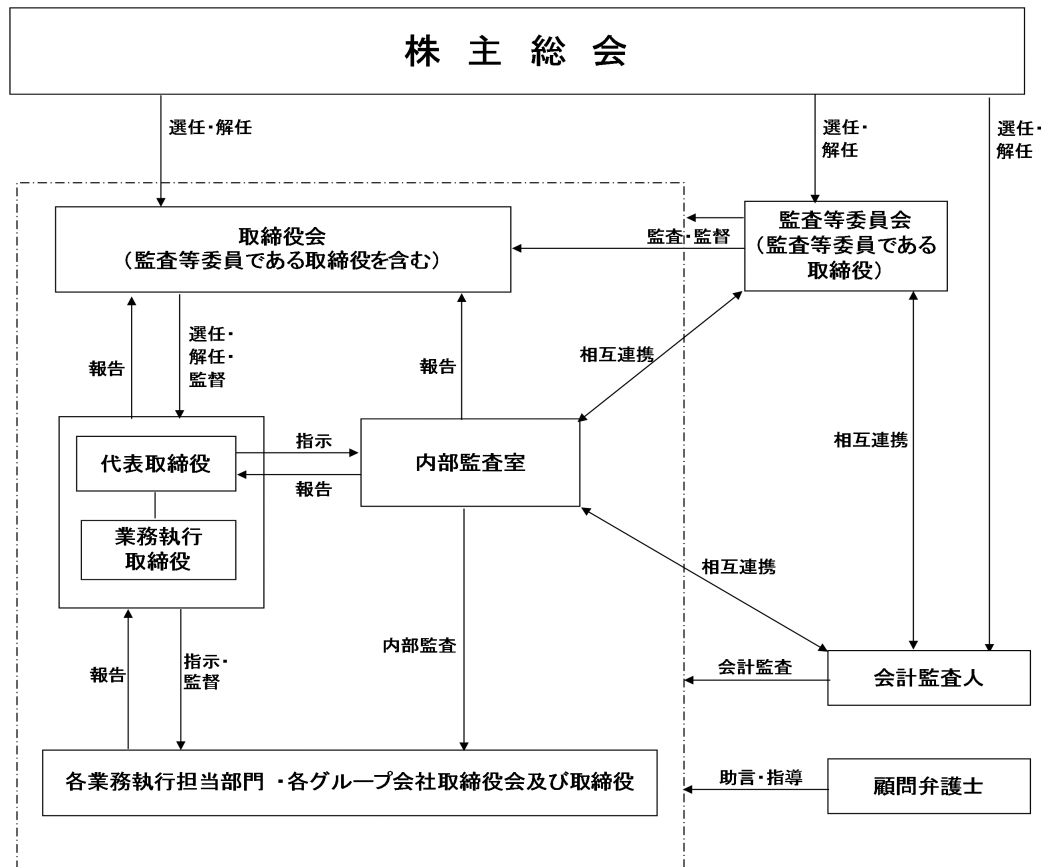 株 主 総 会
選任・解任
選任・
解任
選任・
解任
取締役会
（監査等委員である取締役を含む）
監査・監督
監査等委員会
（監査等委員である
取締役）
報告
選任・
解任・
監督
報告
相互連携
相互連携
代表取締役
指示
報告
内部監査室
業務執行
取締役
相互連携
報告
指示・
監督
内部監査
会計監査
会計監査人
各業務執行担当部門 ・各グループ会社取締役会及び取締役
助言・指導
顧問弁護士